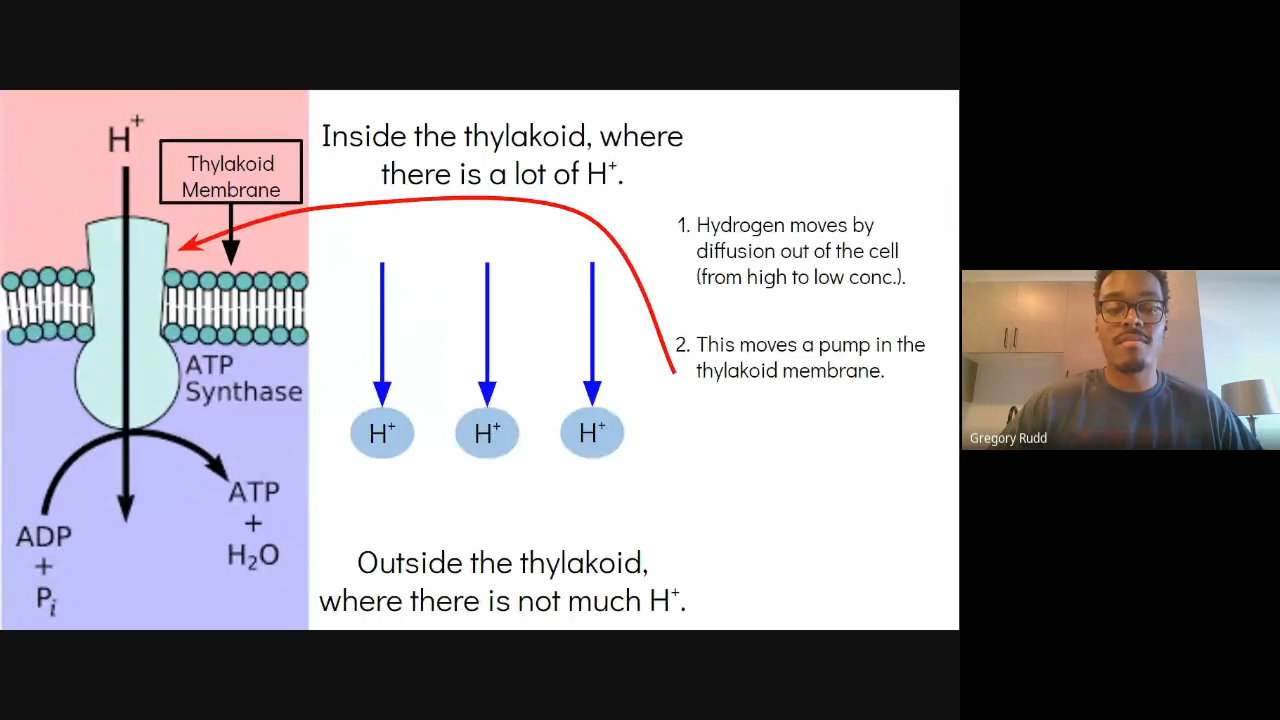 H+
Thylakoid
Membrane
ATP
Synthase
ADP
+
Pi
ATP
+
H2O
Inside the thylakoid, where
there is a lot of H+.
H+
H+
H+
Outside the thylakoid,
where there is not much H+.
1. Hydrogen moves by
diffusion out of the cell
(from high to low conc.).
2. This moves a pump in the
thylakoid membrane.
Gregory Rudd